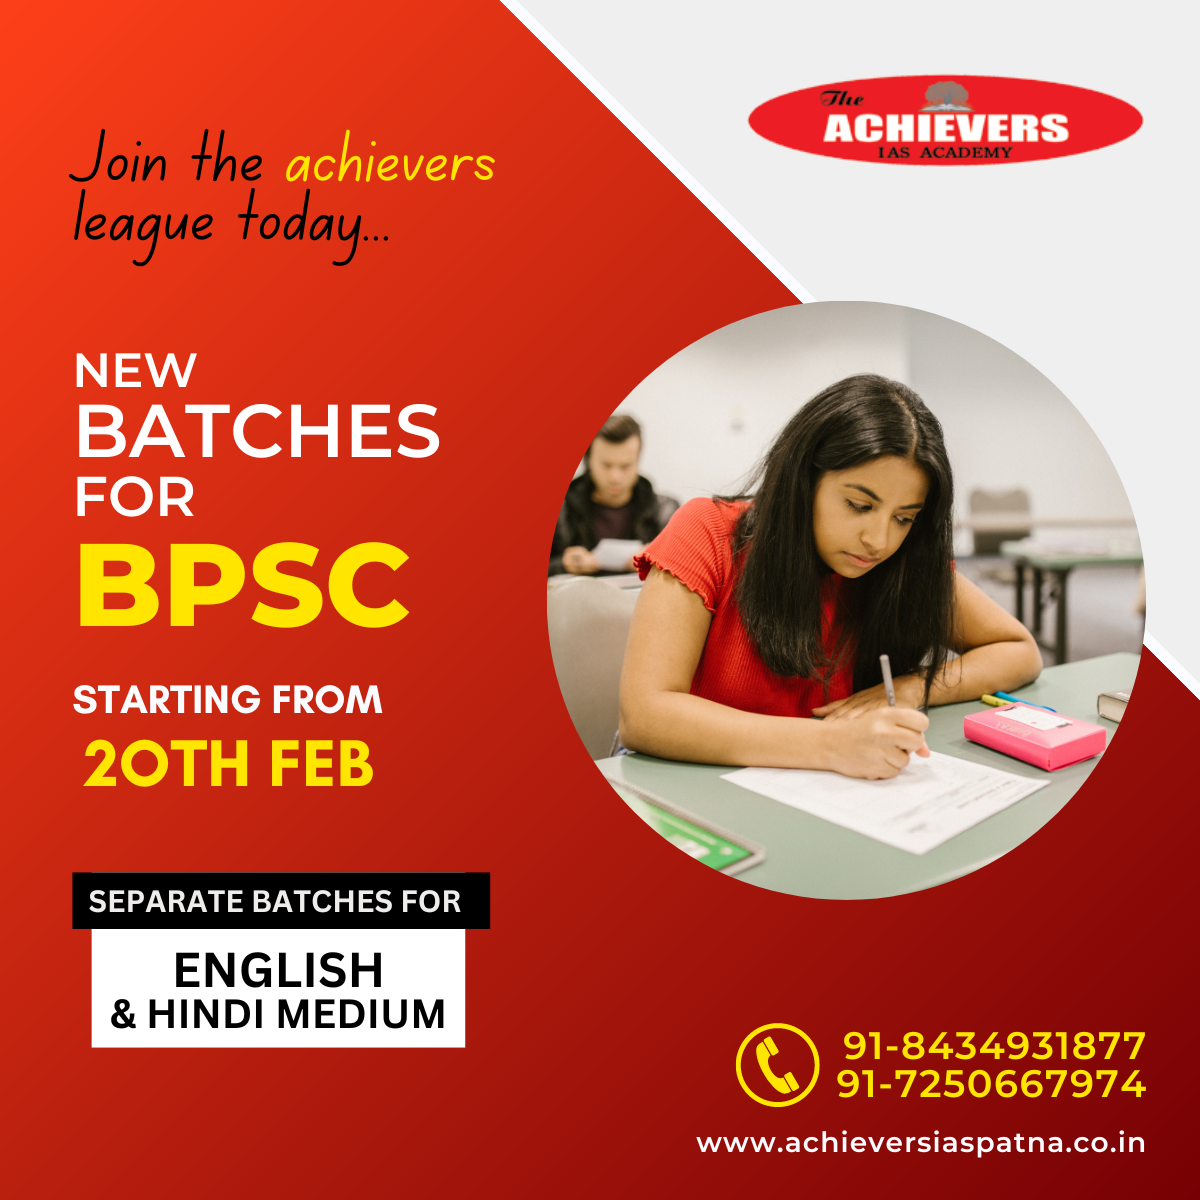 The
ACHIEVERS
IAS ACADEMY
Join the achievers
league today...
NEW
BATCHES
FOR
BPSC
STARTING FROM
20TH FEB
SEPARATE BATCHES FOR
ENGLISH
& HINDI MEDIUM
91-8434931877
91-7250667974
www.achieversiaspatna.co.in